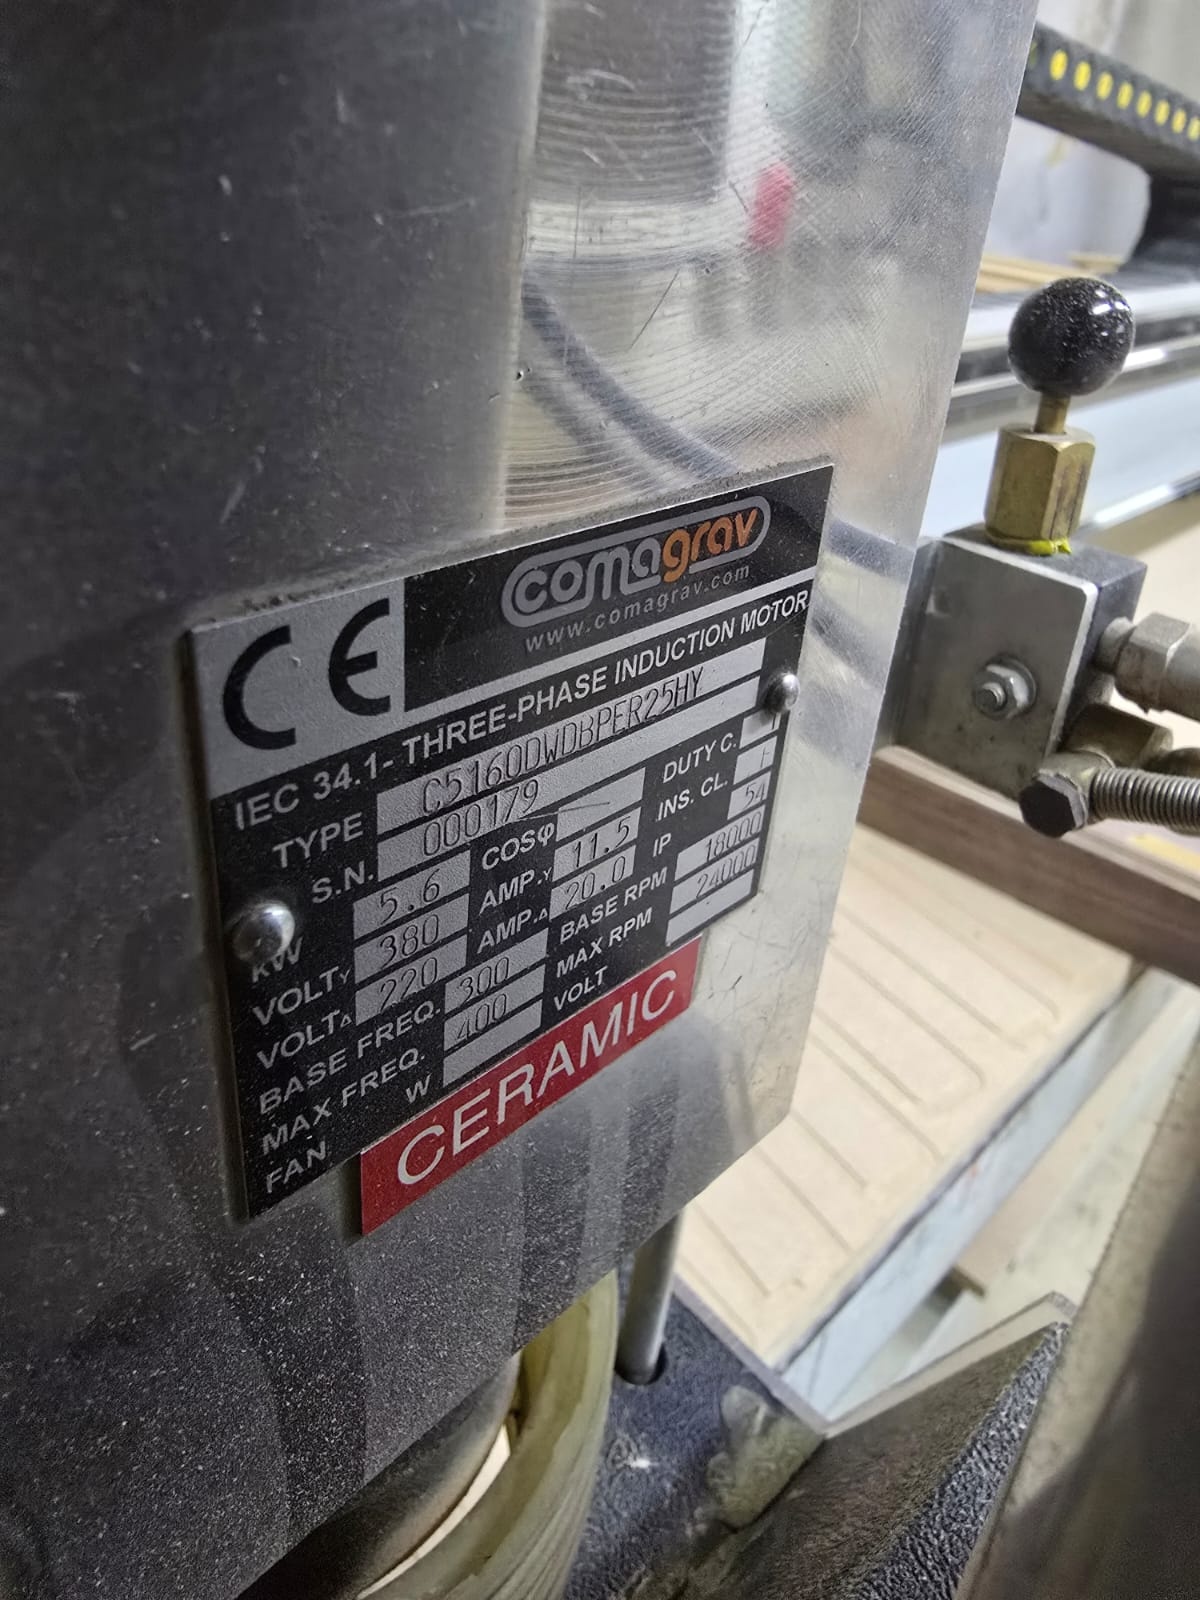 CE
comagrav
www.comagrav.com
IEC 34.1- THREE-PHASE INDUCTION MOTOR
TYPE C5160DWDBPER25HY
S.N. 000179 DUTY C.
kW 5.6 COSφ INS. CL. F
VOLTY 380 AMP.Y 11.5 IP 54
VOLTΔ 220 AMP.Δ 20.0
BASE FREQ. 300 BASE RPM 18000
MAX FREQ. 400 MAX RPM 24000
FAN W VOLT
CERAMIC